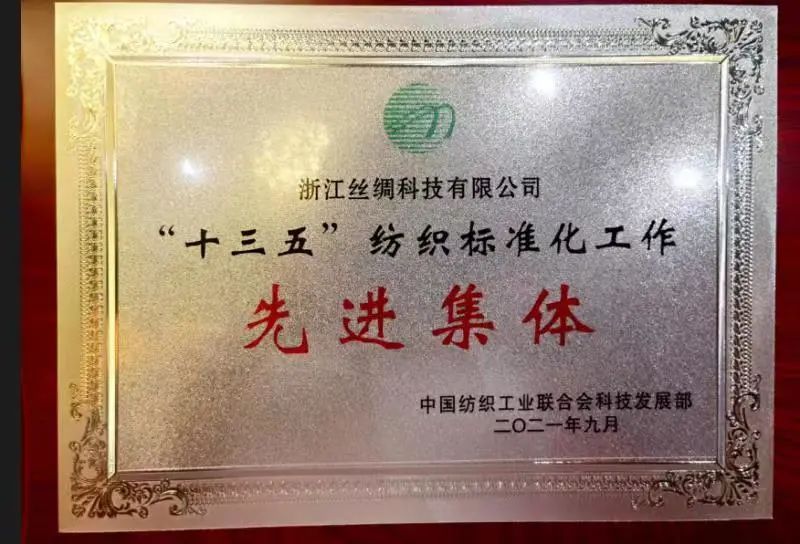 浙江丝绸科技有限公司
“十三五”纺织标准化工作
先进集体
中国纺织工业联合会科技发展部
二〇二一年九月